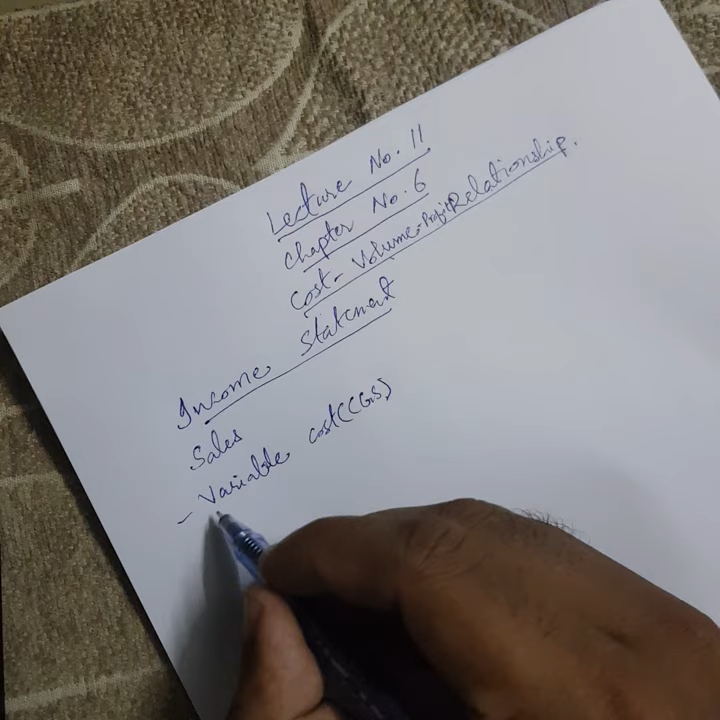 Lecture No. 11
Chapter No. 6
Cost-Volume-Profit Relationship.
Income Statement
Sales
- Variable cost (CGS)